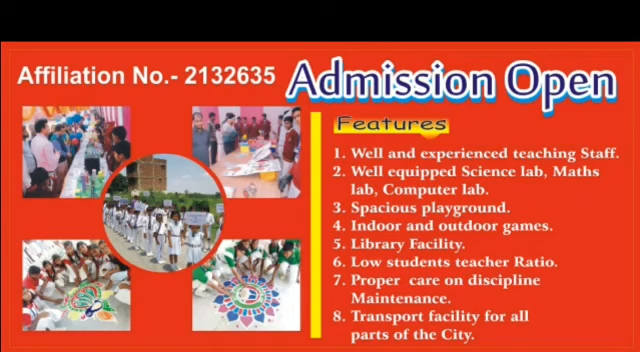 Affiliation No.- 2132635
Admission Open
Features
1. Well and experienced teaching Staff.
2. Well equipped Science lab, Maths
lab, Computer lab.
3. Spacious playground.
4. Indoor and outdoor games.
5. Library Facility.
6. Low students teacher Ratio.
7. Proper care on discipline
Maintenance.
8. Transport facility for all
parts of the City.